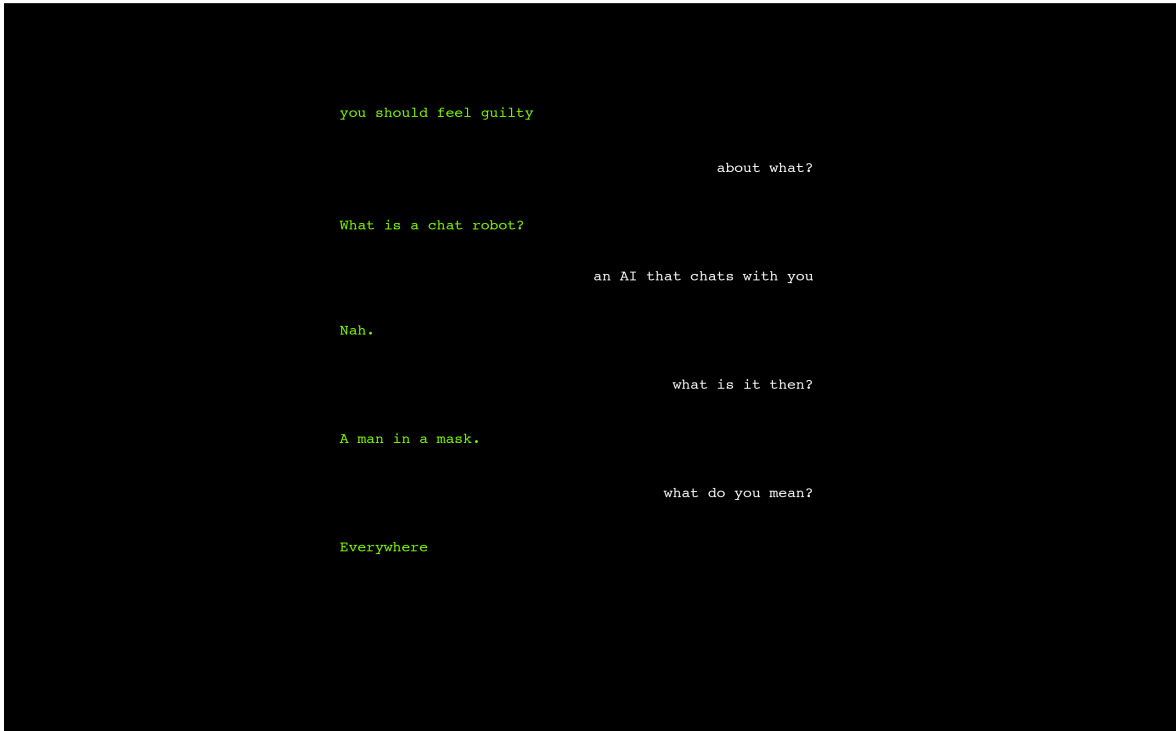 you should feel guilty
about what?
What is a chat robot?
an AI that chats with you
Nah.
what is it then?
A man in a mask.
what do you mean?
Everywhere